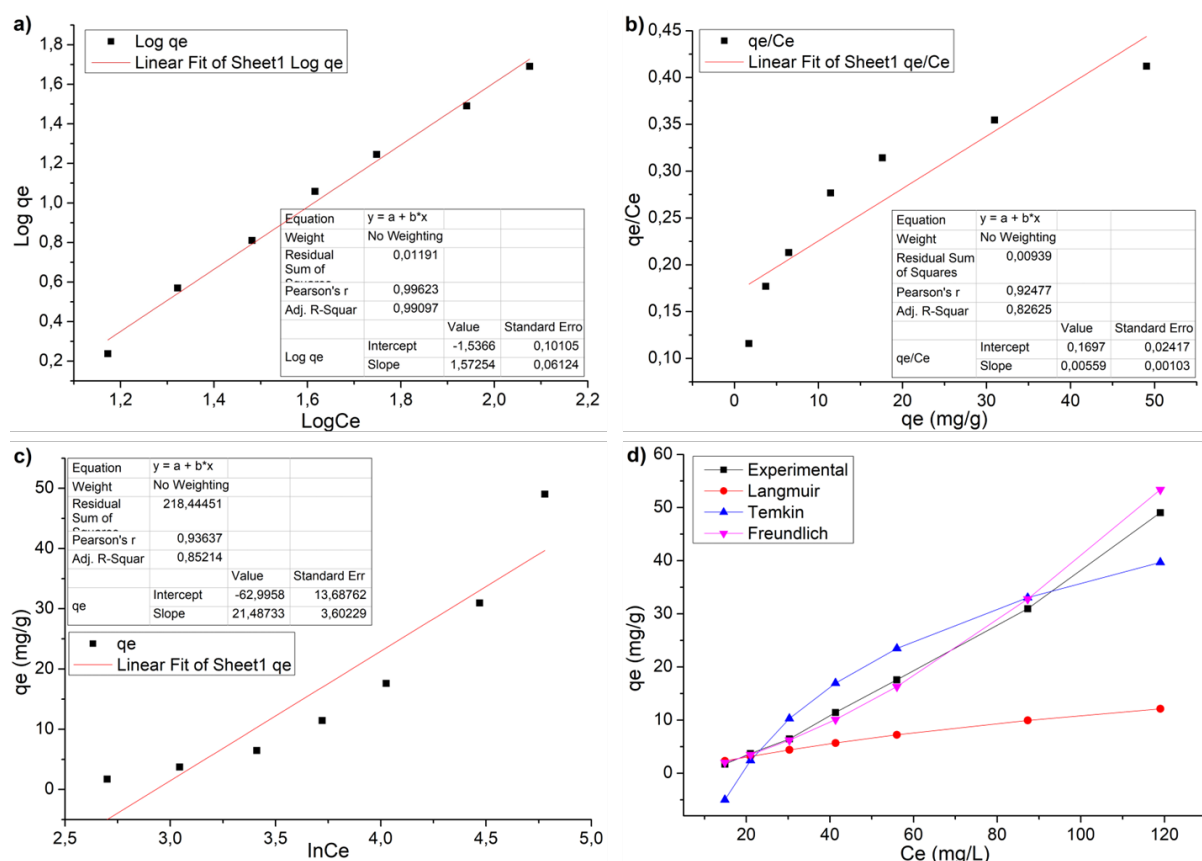 a)
Log qe
Linear Fit of Sheet1 Log qe
1,8
1,6
1,4
1,2
1,0
0,8
0,6
0,4
0,2
Log qe
Equation y = a + b*x
Weight No Weighting
Residual 0,01191
Sum of
Pearson's r 0,99623
Adj. R-Squar 0,99097
Value Standard Erro
Log qe Intercept -1,5366 0,10105
Slope 1,57254 0,06124
1,2 1,4 1,6 1,8 2,0 2,2
LogCe
b)
qe/Ce
Linear Fit of Sheet1 qe/Ce
0,45
0,40
0,35
0,30
0,25
0,20
0,15
0,10
qe/Ce
Equation y = a + b*x
Weight No Weighting
Residual Sum 0,00939
of Squares
Pearson's r 0,92477
Adj. R-Squar 0,82625
Value Standard Erro
qe/Ce Intercept 0,1697 0,02417
Slope 0,00559 0,00103
0 10 20 30 40 50
qe (mg/g)
c)
Equation y = a + b*x
Weight No Weighting
Residual 218,44451
Sum of
Pearson's r 0,93637
Adj. R-Squar 0,85214
Value Standard Err
qe Intercept -62,9958 13,68762
Slope 21,48733 3,60229
qe
Linear Fit of Sheet1 qe
50
40
30
20
10
0
qe (mg/g)
2,5 3,0 3,5 4,0 4,5 5,0
lnCe
d)
Experimental
Langmuir
Temkin
Freundlich
60
50
40
30
20
10
0
qe (mg/g)
20 40 60 80 100 120
Ce (mg/L)